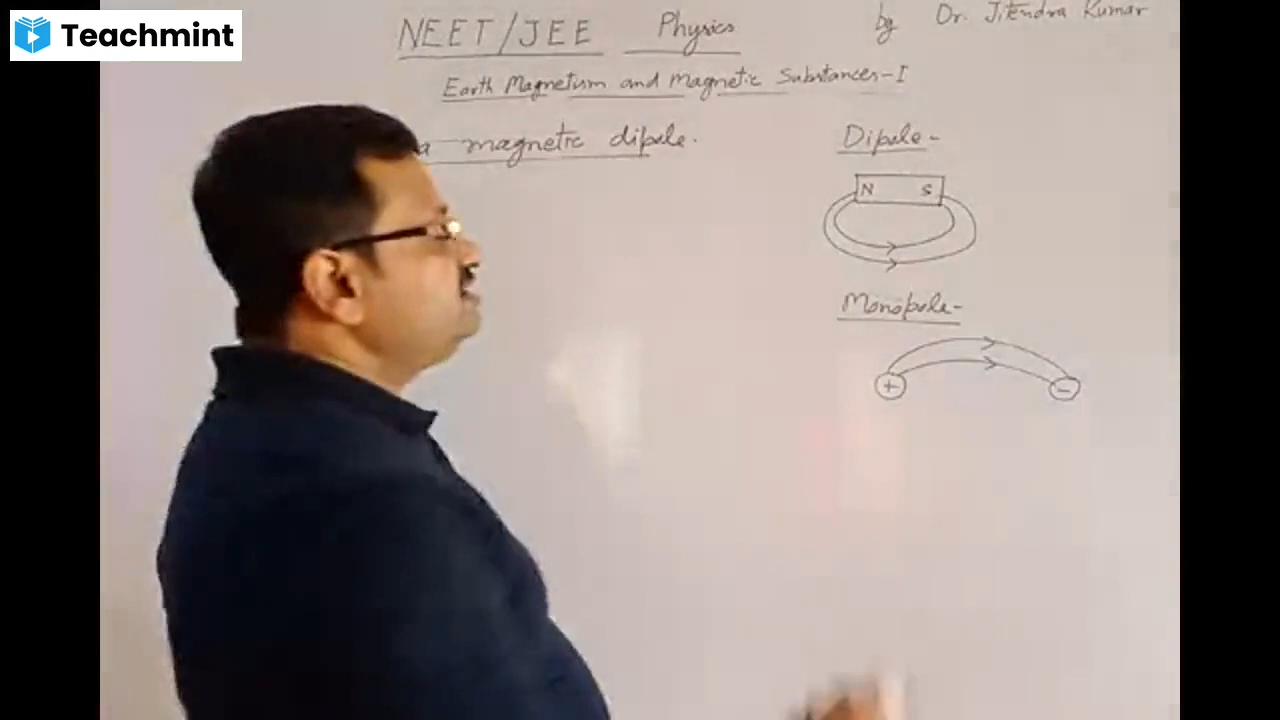 Teachmint
NEET/JEE Physics by Dr. Jitendra Kumar
Earth Magnetism and Magnetic Substances-I
a magnetic dipole.
Dipole-
N S
Monopole-
+ -